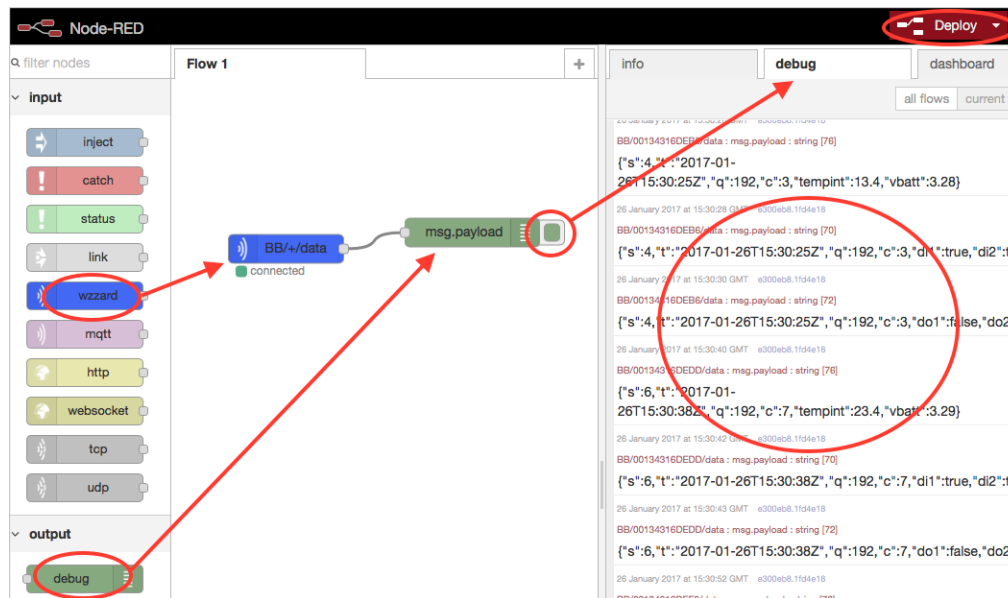 Node-RED
Deploy
filter nodes
Flow 1
+
info
debug
dashboard
all flows
current
input
inject
catch
status
link
wzzard
mqtt
http
websocket
tcp
udp
output
debug
BB/+/data
connected
msg.payload
BB/00134316DEB6/data : msg.payload : string [76]
{"s":4,"t":"2017-01-
26T15:30:25Z","q":192,"c":3,"tempint":13.4,"vbatt":3.28}
26 January 2017 at 15:30:28 GMT e300eb8.1fd4e18
BB/00134316DEB6/data : msg.payload : string [70]
{"s":4,"t":"2017-01-26T15:30:25Z","q":192,"c":3,"di1":true,"di2":t
26 January 2017 at 15:30:30 GMT e300eb8.1fd4e18
BB/00134316DEB6/data : msg.payload : string [72]
{"s":4,"t":"2017-01-26T15:30:25Z","q":192,"c":3,"do1":false,"do2
26 January 2017 at 15:30:40 GMT e300eb8.1fd4e18
BB/00134316DEDD/data : msg.payload : string [76]
{"s":6,"t":"2017-01-
26T15:30:38Z","q":192,"c":7,"tempint":23.4,"vbatt":3.29}
26 January 2017 at 15:30:42 GMT e300eb8.1fd4e18
BB/00134316DEDD/data : msg.payload : string [70]
{"s":6,"t":"2017-01-26T15:30:38Z","q":192,"c":7,"di1":true,"di2":t
26 January 2017 at 15:30:43 GMT e300eb8.1fd4e18
BB/00134316DEDD/data : msg.payload : string [72]
{"s":6,"t":"2017-01-26T15:30:38Z","q":192,"c":7,"do1":false,"do2
26 January 2017 at 15:30:52 GMT e300eb8.1fd4e18